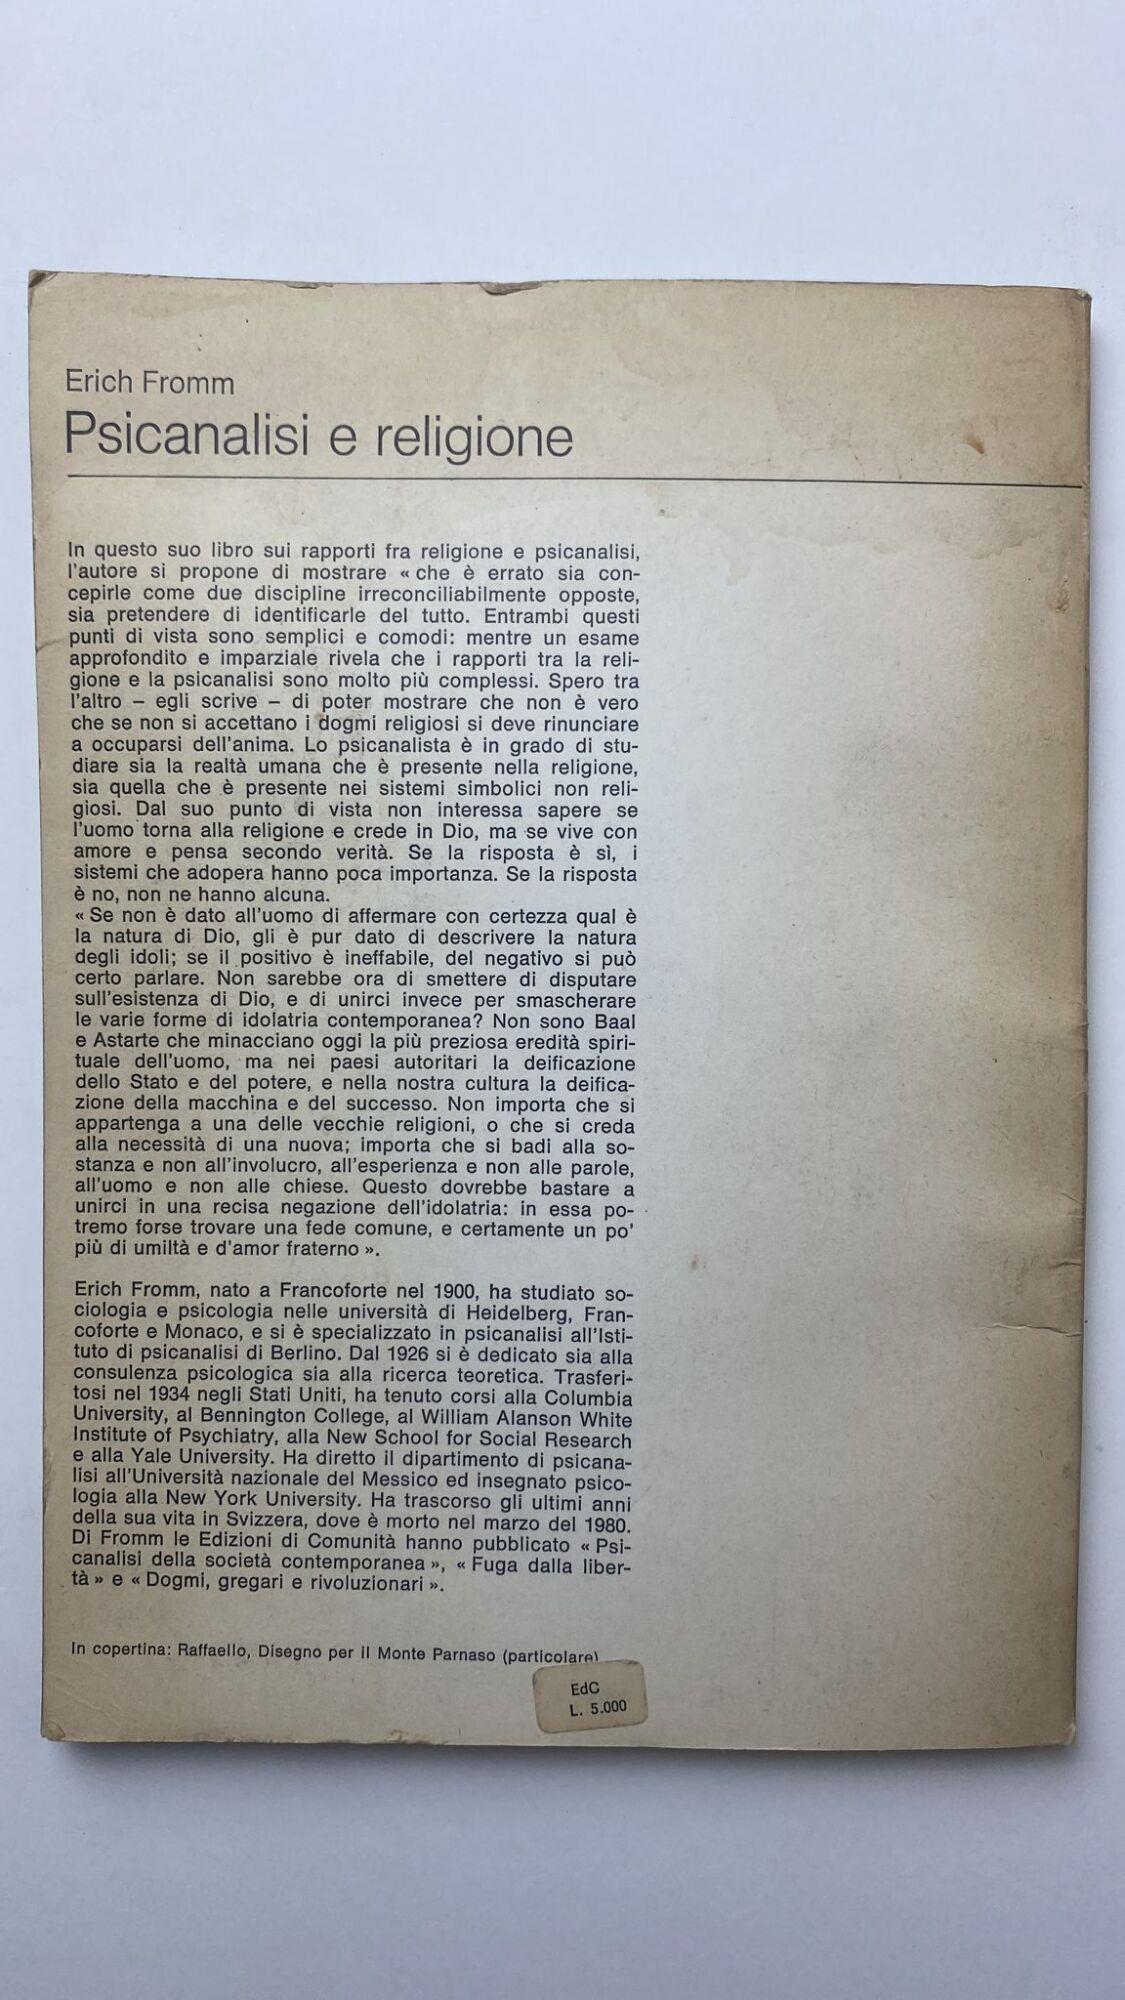 Erich Fromm
Psicanalisi e religione
In questo suo libro sui rapporti fra religione e psicanalisi,
l'autore si propone di mostrare « che è errato sia con-
cepirle come due discipline irreconciliabilmente opposte,
sia pretendere di identificarle del tutto. Entrambi questi
punti di vista sono semplici e comodi: mentre un esame
approfondito e imparziale rivela che i rapporti tra la reli-
gione e la psicanalisi sono molto più complessi. Spero tra
l'altro – egli scrive – di poter mostrare che non è vero
che se non si accettano i dogmi religiosi si deve rinunciare
a occuparsi dell'anima. Lo psicanalista è in grado di stu-
diare sia la realtà umana che è presente nella religione,
sia quella che è presente nei sistemi simbolici non reli-
giosi. Dal suo punto di vista non interessa sapere se
l'uomo torna alla religione e crede in Dio, ma se vive con
amore e pensa secondo verità. Se la risposta è sì, i
sistemi che adopera hanno poca importanza. Se la risposta
è no, non ne hanno alcuna.
« Se non è dato all'uomo di affermare con certezza qual è
la natura di Dio, gli è pur dato di descrivere la natura
degli idoli; se il positivo è ineffabile, del negativo si può
certo parlare. Non sarebbe ora di smettere di disputare
sull'esistenza di Dio, e di unirci invece per smascherare
le varie forme di idolatria contemporanea? Non sono Baal
e Astarte che minacciano oggi la più preziosa eredità spiri-
tuale dell'uomo, ma nei paesi autoritari la deificazione
dello Stato e del potere, e nella nostra cultura la deifica-
zione della macchina e del successo. Non importa che si
appartenga a una delle vecchie religioni, o che si creda
alla necessità di una nuova; importa che si badi alla so-
stanza e non all'involucro, all'esperienza e non alle parole,
all'uomo e non alle chiese. Questo dovrebbe bastare a
unirci in una recisa negazione dell'idolatria: in essa po-
tremo forse trovare una fede comune, e certamente un po'
più di umiltà e d'amor fraterno ».
Erich Fromm, nato a Francoforte nel 1900, ha studiato so-
ciologia e psicologia nelle università di Heidelberg, Fran-
coforte e Monaco, e si è specializzato in psicanalisi all'Isti-
tuto di psicanalisi di Berlino. Dal 1926 si è dedicato sia alla
consulenza psicologica sia alla ricerca teoretica. Trasferi-
tosi nel 1934 negli Stati Uniti, ha tenuto corsi alla Columbia
University, al Bennington College, al William Alanson White
Institute of Psychiatry, alla New School for Social Research
e alla Yale University. Ha diretto il dipartimento di psicana-
lisi all'Università nazionale del Messico ed insegnato psico-
logia alla New York University. Ha trascorso gli ultimi anni
della sua vita in Svizzera, dove è morto nel marzo del 1980.
Di Fromm le Edizioni di Comunità hanno pubblicato « Psi-
canalisi della società contemporanea », « Fuga dalla liber-
tà » e « Dogmi, gregari e rivoluzionari ».
In copertina: Raffaello, Disegno per il Monte Parnaso (particolare)
EdC
L. 5.000